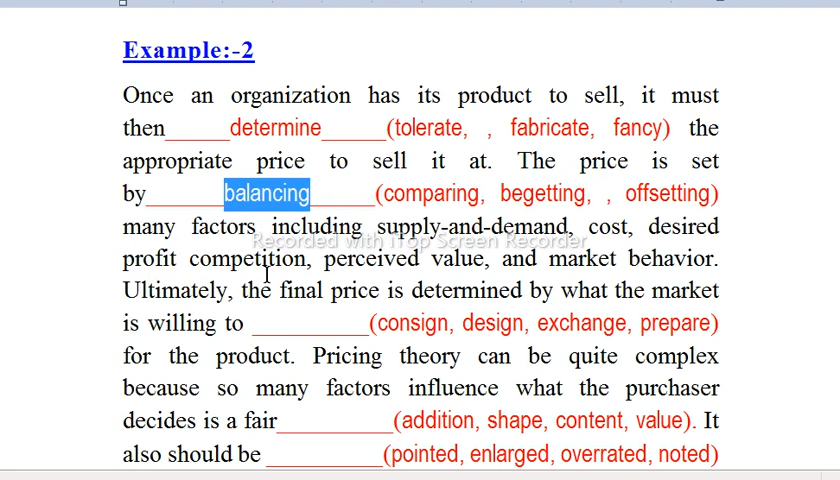 Example:-2
Once an organization has its product to sell, it must
then______determine______(tolerate, , fabricate, fancy) the
appropriate price to sell it at. The price is set
by_______balancing______(comparing, begetting, , offsetting)
many factors including supply-and-demand, cost, desired
Recorded with iTop Screen Recorder
profit competition, perceived value, and market behavior.
Ultimately, the final price is determined by what the market
is willing to __________(consign, design, exchange, prepare)
for the product. Pricing theory can be quite complex
because so many factors influence what the purchaser
decides is a fair__________(addition, shape, content, value). It
also should be __________(pointed, enlarged, overrated, noted)